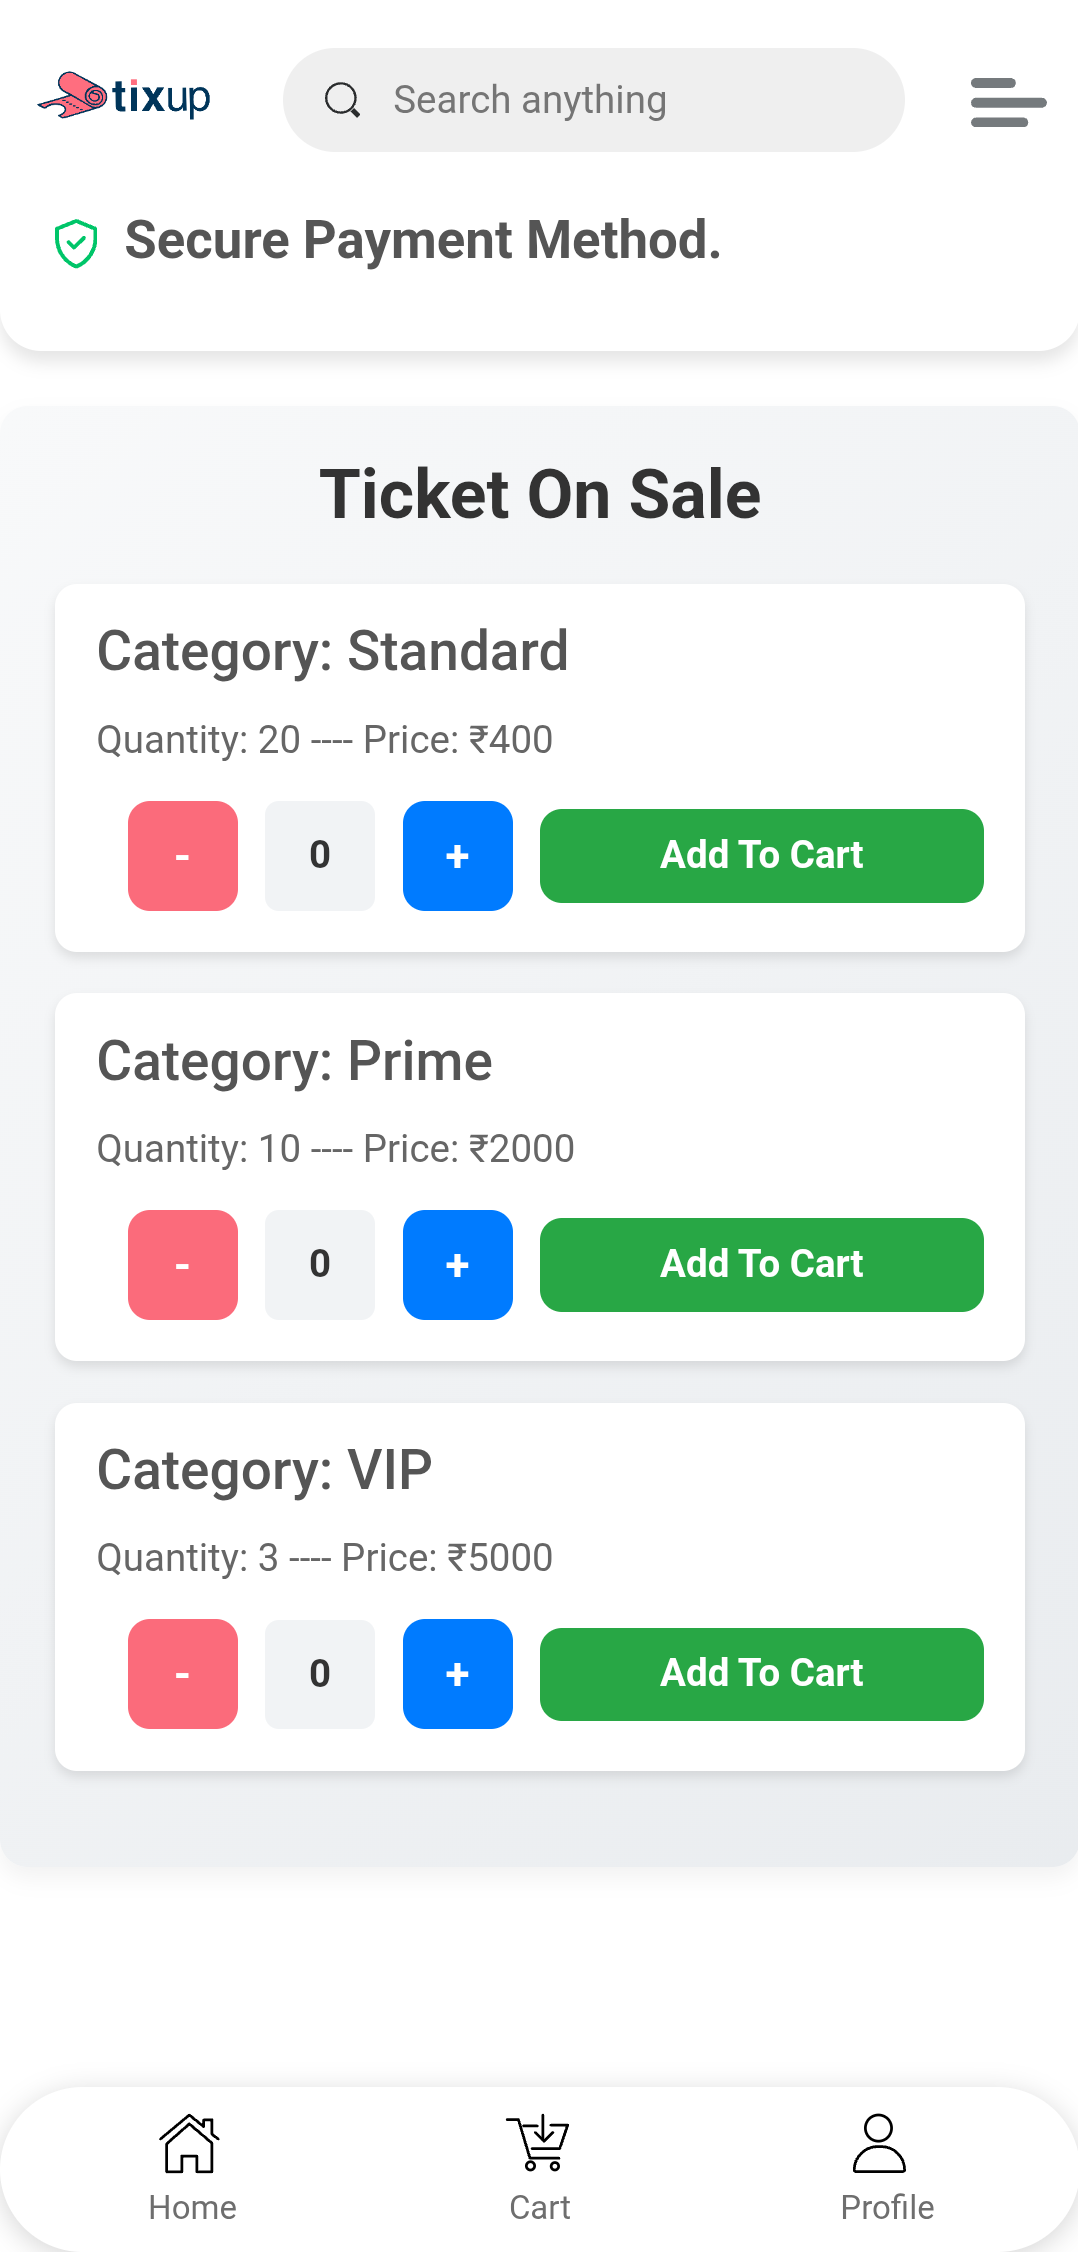 tixup
Search anything
Secure Payment Method.
Ticket On Sale
Category: Standard
Quantity: 20 ---- Price: ₹400
- 0 + Add To Cart
Category: Prime
Quantity: 10 ---- Price: ₹2000
- 0 + Add To Cart
Category: VIP
Quantity: 3 ---- Price: ₹5000
- 0 + Add To Cart
Home Cart Profile